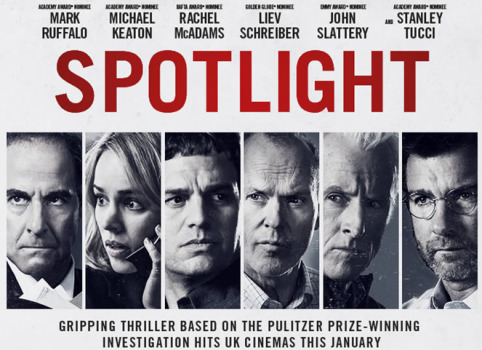 ACADEMY AWARD® NOMINEE ACADEMY AWARD® NOMINEE BAFTA AWARD® NOMINEE GOLDEN GLOBE® NOMINEE EMMY AWARD® NOMINEE ACADEMY AWARD® NOMINEE
MARK MICHAEL RACHEL LIEV JOHN AND STANLEY
RUFFALO KEATON McADAMS SCHREIBER SLATTERY TUCCI
SPOTLIGHT
GRIPPING THRILLER BASED ON THE PULITZER PRIZE-WINNING
INVESTIGATION HITS UK CINEMAS THIS JANUARY